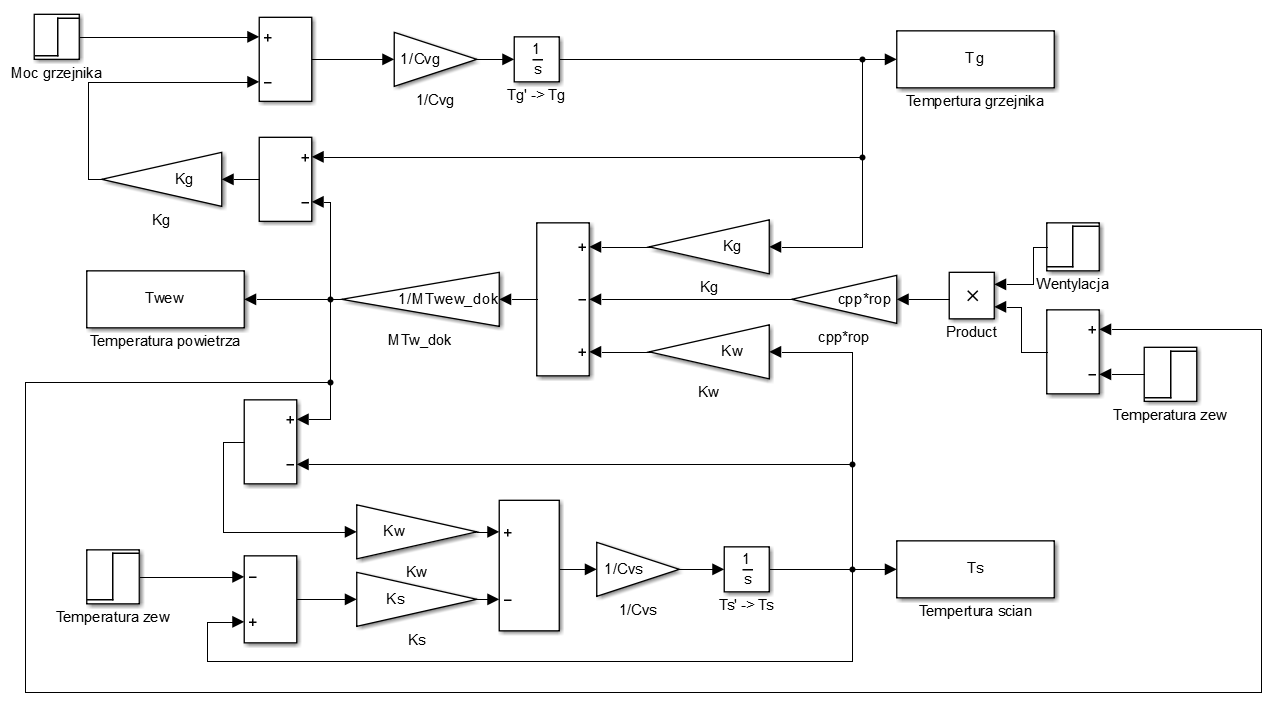 Moc grzejnika
+
−
1/Cvg
1/Cvg
1
s
Tg' -> Tg
Tg
Tempertura grzejnika
Kg
Kg
+
−
Twew
Temperatura powietrza
1/MTwew_dok
MTw_dok
+
−
+
Kg
Kg
cpp*rop
cpp*rop
Kw
Kw
×
Product
Wentylacja
+
−
Temperatura zew
+
−
Kw
Kw
Temperatura zew
−
+
Ks
Ks
+
−
1/Cvs
1/Cvs
1
s
Ts' -> Ts
Ts
Tempertura scian